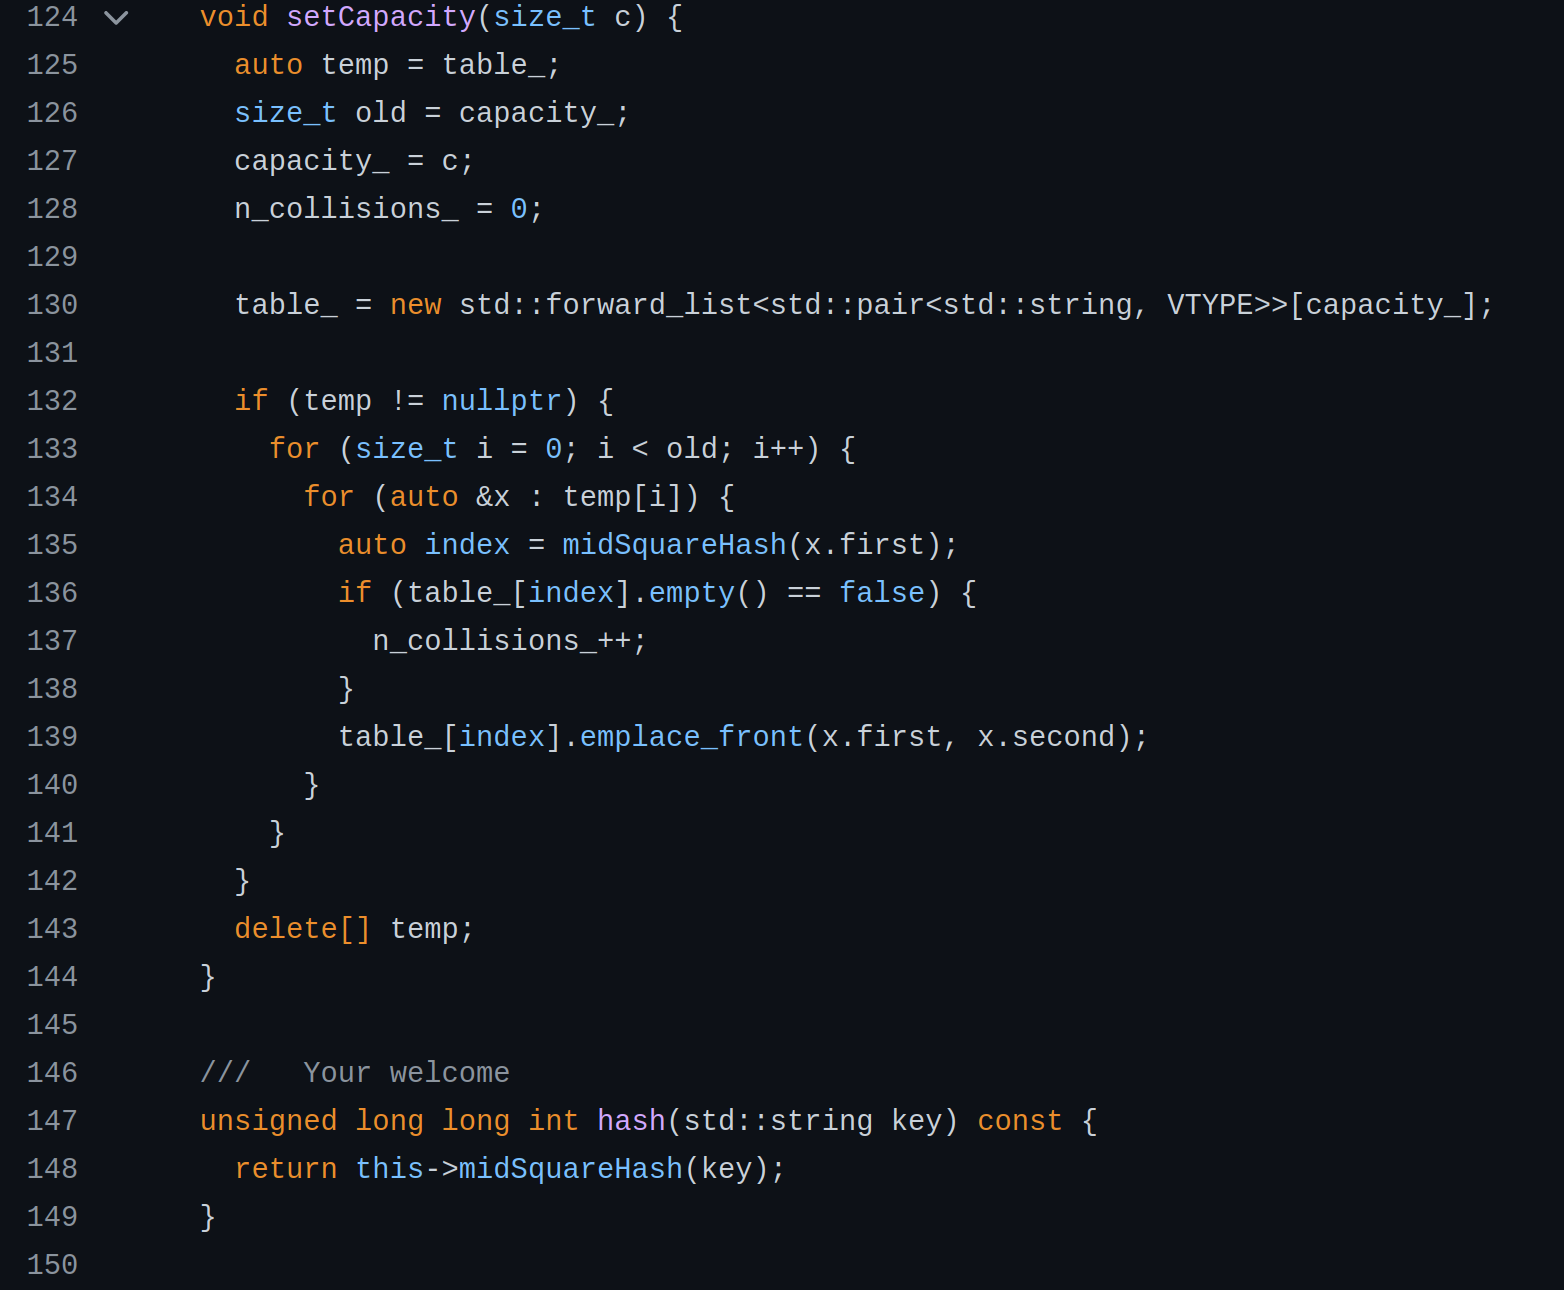 124 void setCapacity(size_t c) {
125 auto temp = table_;
126 size_t old = capacity_;
127 capacity_ = c;
128 n_collisions_ = 0;
129
130 table_ = new std::forward_list<std::pair<std::string, VTYPE>>[capacity_];
131
132 if (temp != nullptr) {
133 for (size_t i = 0; i < old; i++) {
134 for (auto &x : temp[i]) {
135 auto index = midSquareHash(x.first);
136 if (table_[index].empty() == false) {
137 n_collisions_++;
138 }
139 table_[index].emplace_front(x.first, x.second);
140 }
141 }
142 }
143 delete[] temp;
144 }
145
146 ///   Your welcome
147 unsigned long long int hash(std::string key) const {
148 return this->midSquareHash(key);
149 }
150